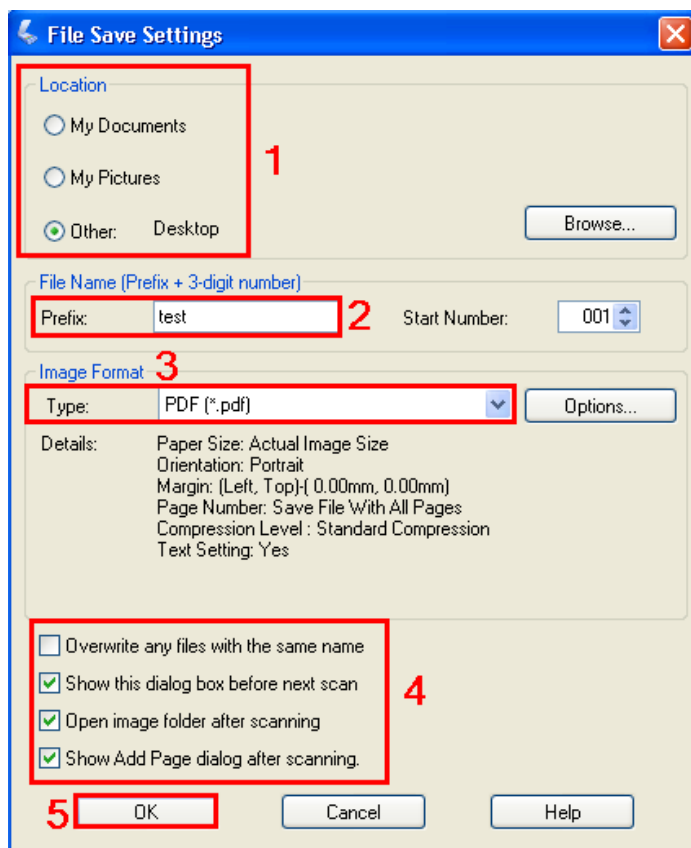 File Save Settings
Location
My Documents
1
My Pictures
Other: Desktop
Browse...
File Name (Prefix + 3-digit number)
Prefix: test 2 Start Number: 001
3
Image Format
Type: PDF (*.pdf) Options...
Details: Paper Size: Actual Image Size
Orientation: Portrait
Margin: (Left, Top)-( 0.00mm, 0.00mm)
Page Number: Save File With All Pages
Compression Level : Standard Compression
Text Setting: Yes
Overwrite any files with the same name
Show this dialog box before next scan
4
Open image folder after scanning
Show Add Page dialog after scanning.
5 OK Cancel Help